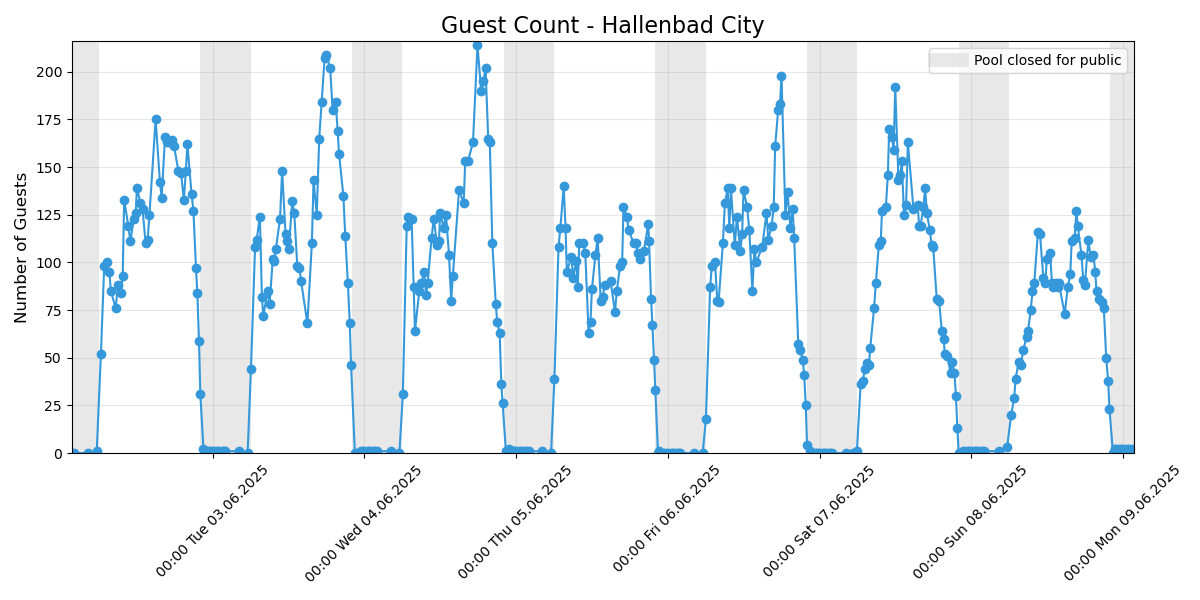 Guest Count - Hallenbad City
Pool closed for public
Number of Guests
200
175
150
125
100
75
50
25
0
00:00 Tue 03.06.2025
00:00 Wed 04.06.2025
00:00 Thu 05.06.2025
00:00 Fri 06.06.2025
00:00 Sat 07.06.2025
00:00 Sun 08.06.2025
00:00 Mon 09.06.2025